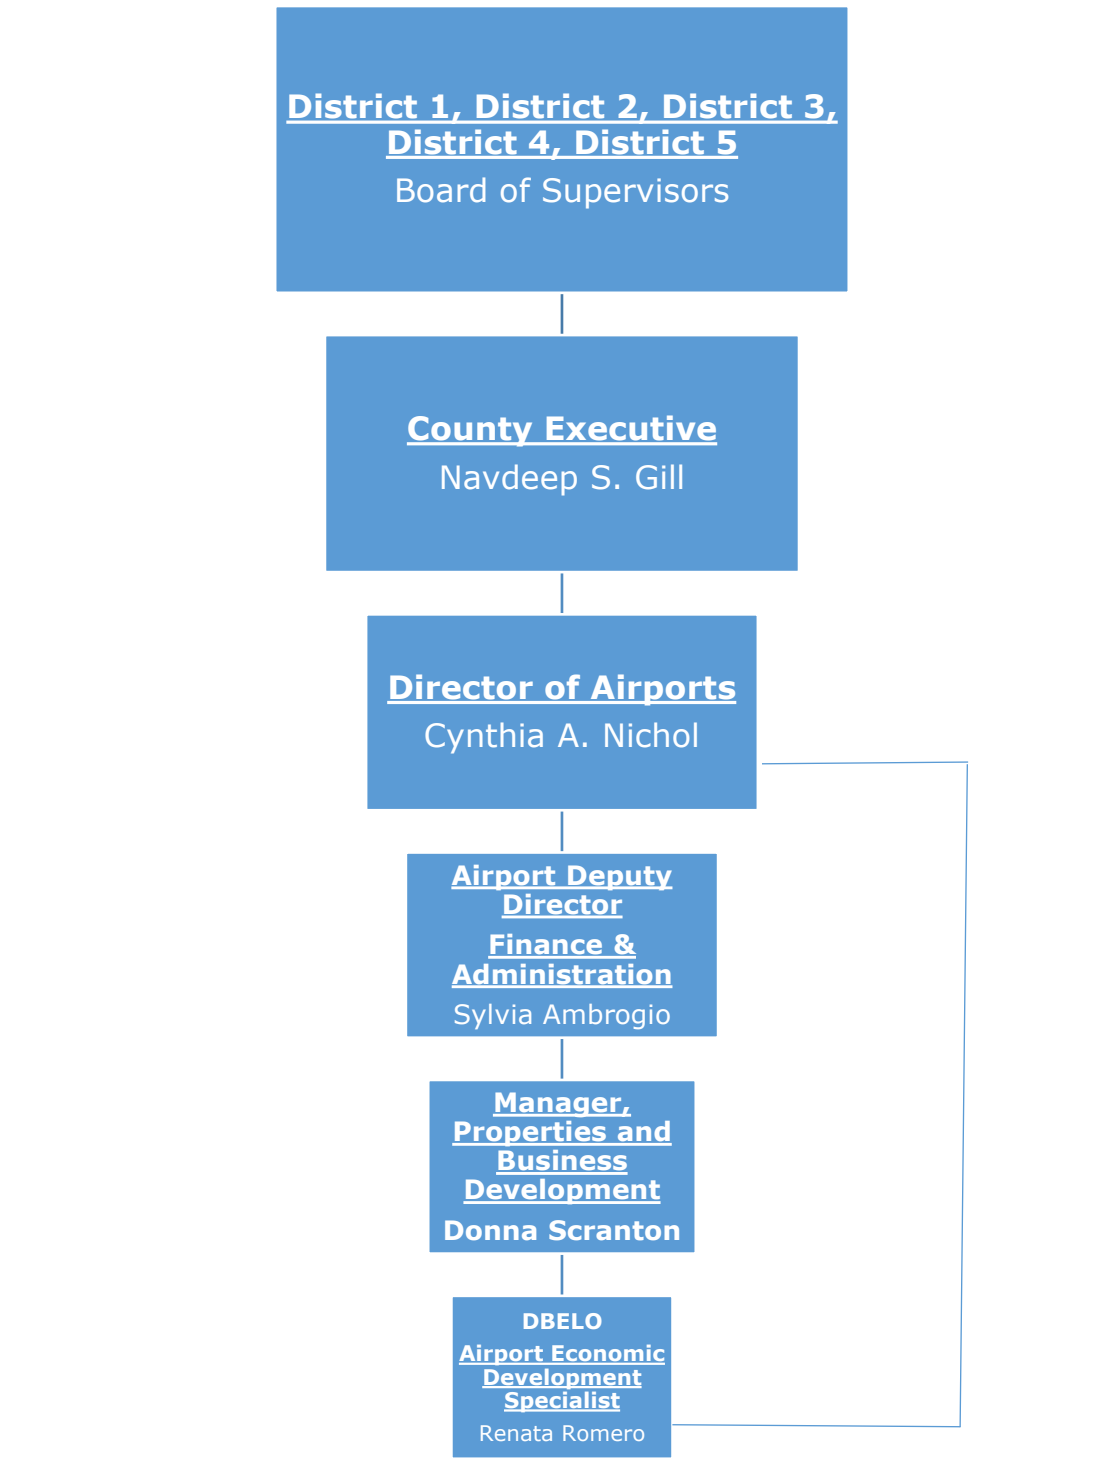 District 1, District 2, District 3,
District 4, District 5
Board of Supervisors
County Executive
Navdeep S. Gill
Director of Airports
Cynthia A. Nichol
Airport Deputy
Director
Finance &
Administration
Sylvia Ambrogio
Manager,
Properties and
Business
Development
Donna Scranton
DBELO
Airport Economic
Development
Specialist
Renata Romero